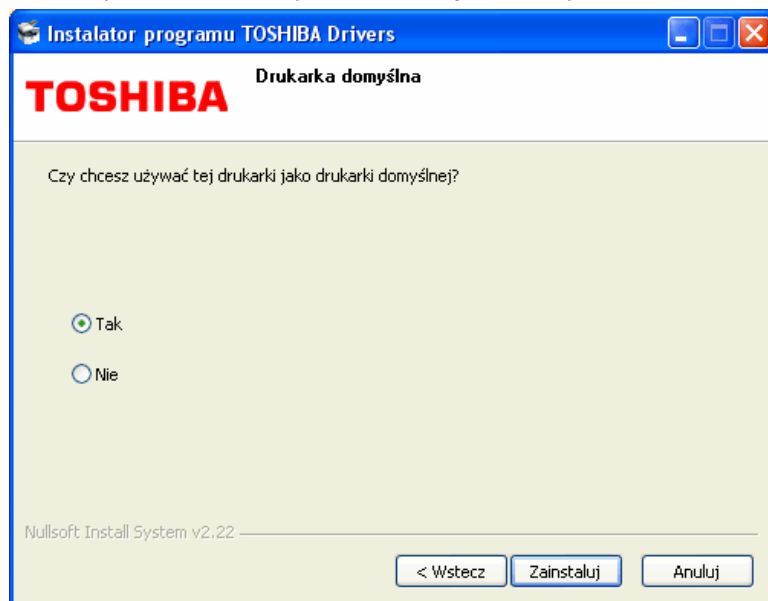 Instalator programu TOSHIBA Drivers
TOSHIBA
Drukarka domyślna
Czy chcesz używać tej drukarki jako drukarki domyślnej?
Tak
Nie
Nullsoft Install System v2.22
< Wstecz
Zainstaluj
Anuluj